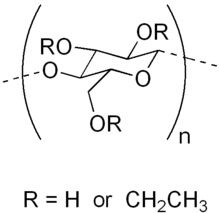 RO
OR
O
O
OR
n
R = H or CH2CH3